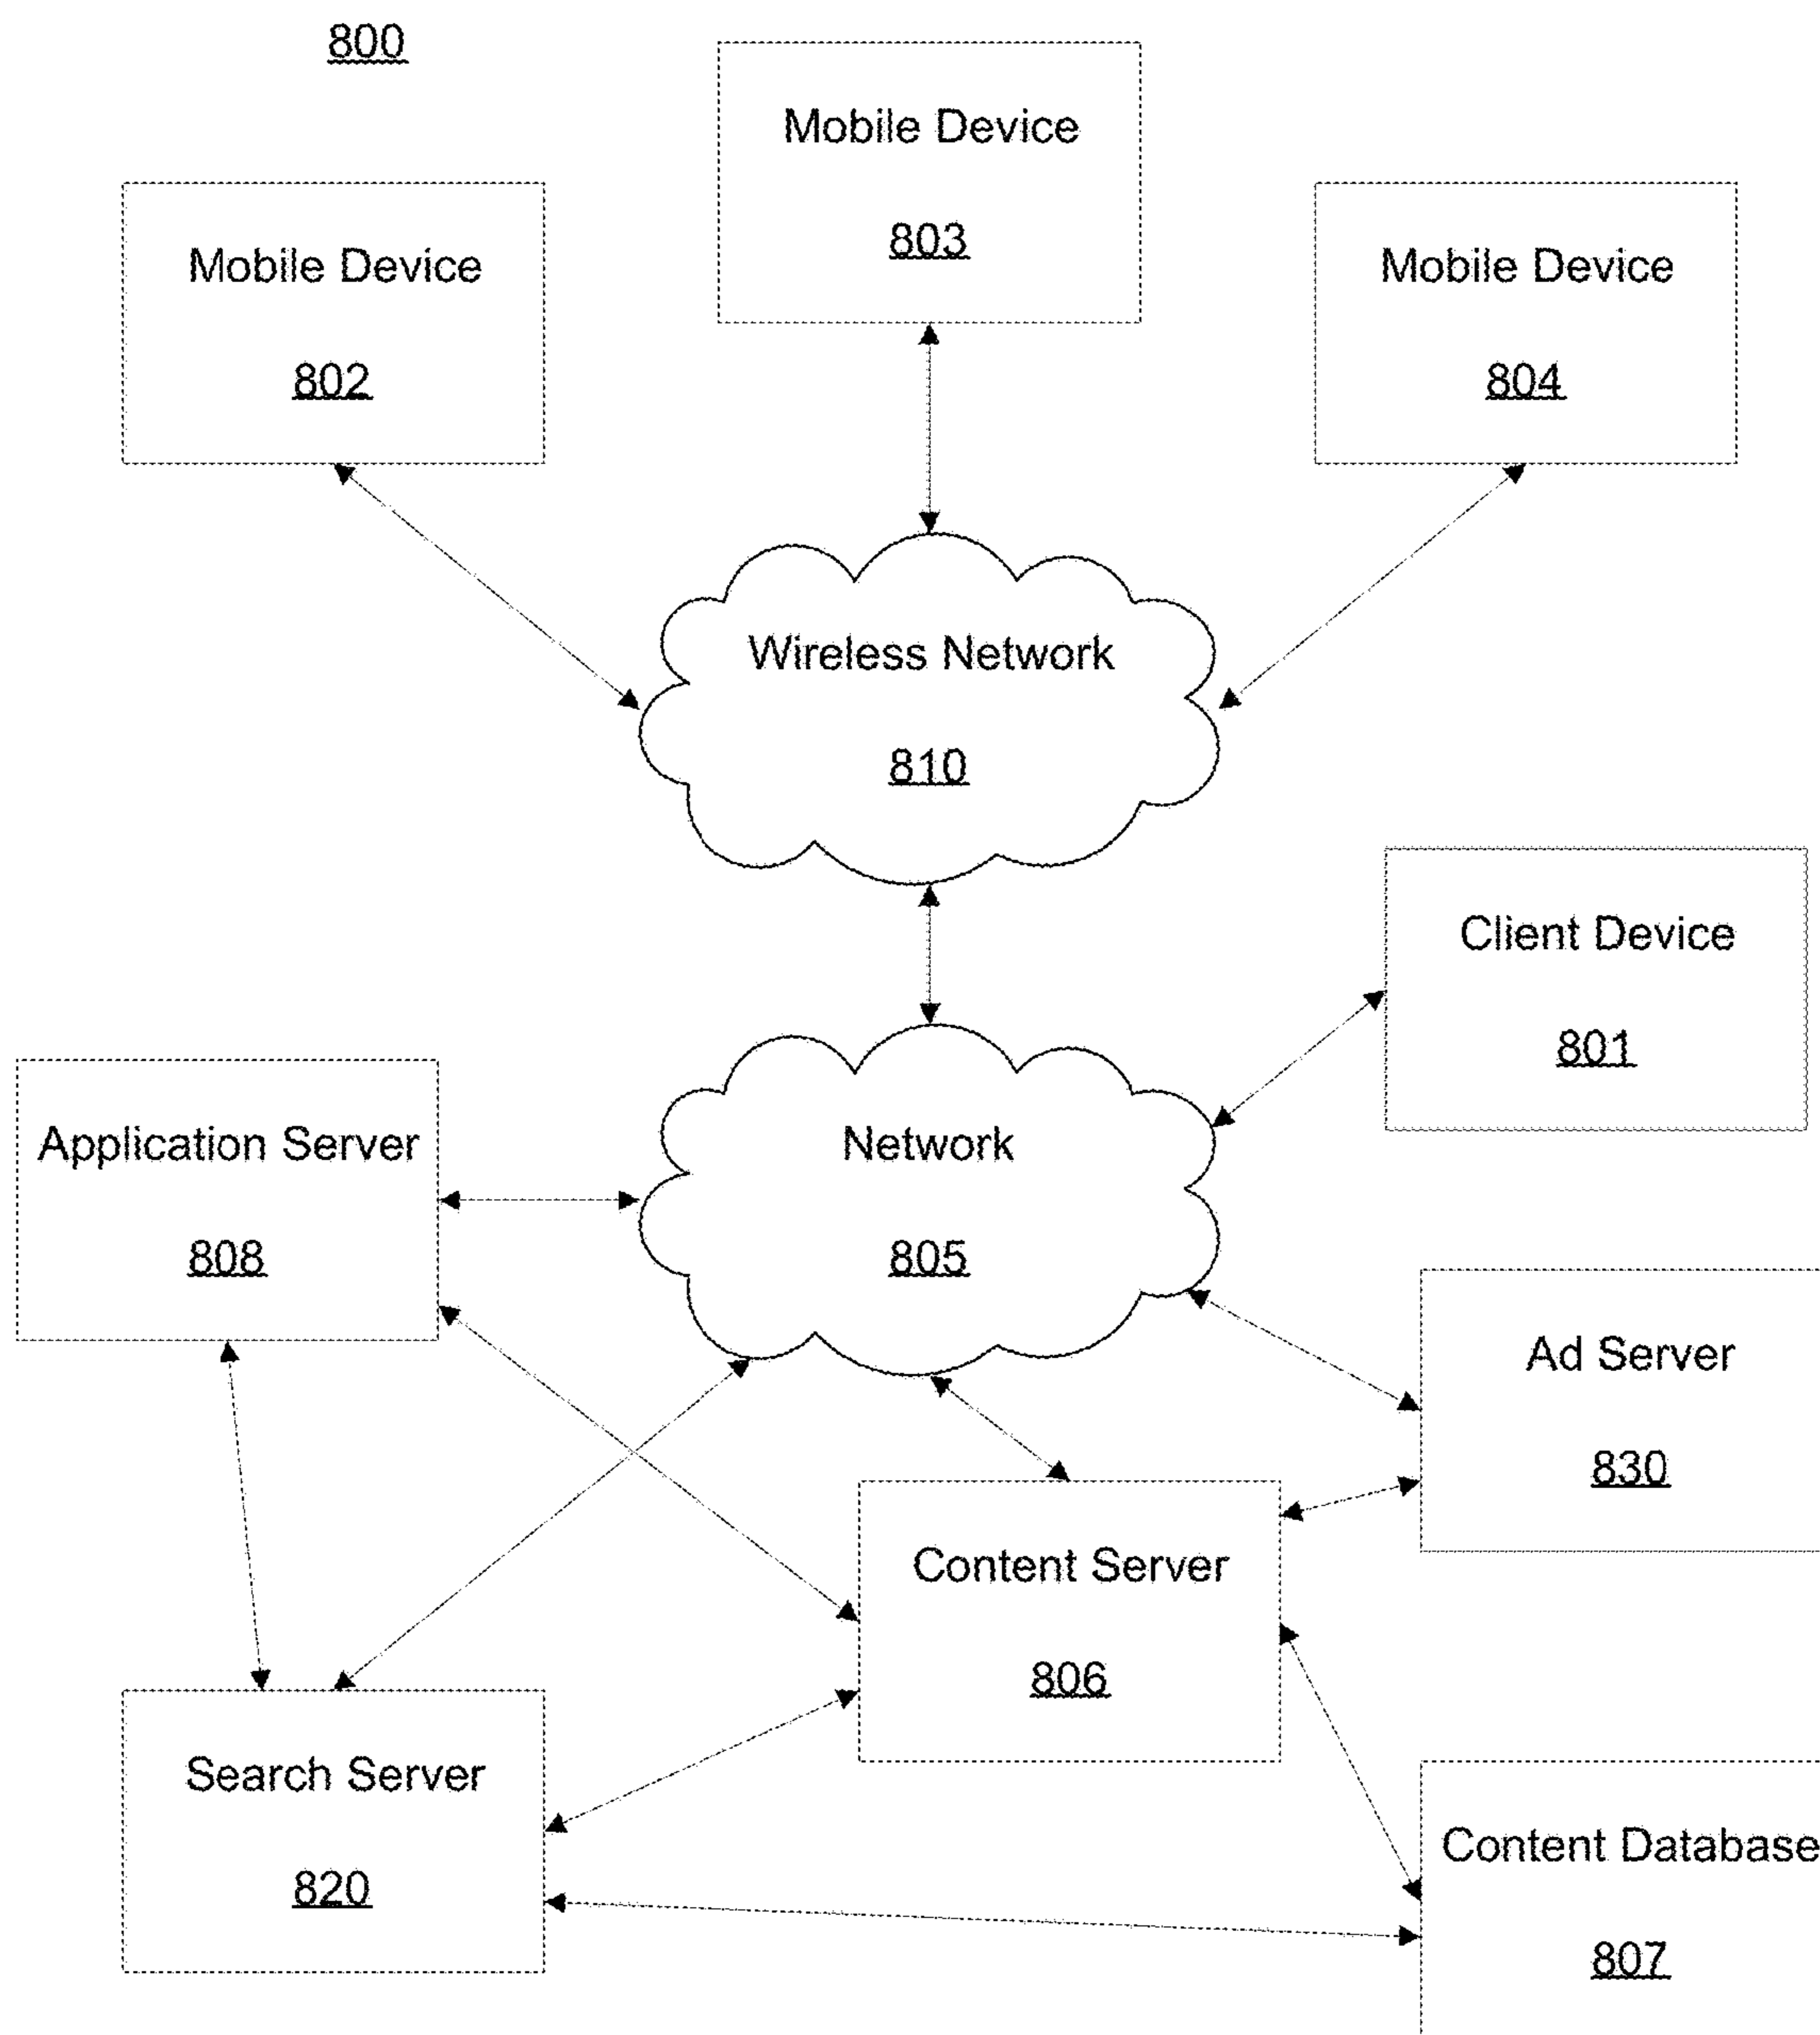 800
Mobile Device
803
Mobile Device
802
Mobile Device
804
Wireless Network
810
Client Device
801
Application Server
808
Network
805
Ad Server
830
Content Server
806
Search Server
820
Content Database
807